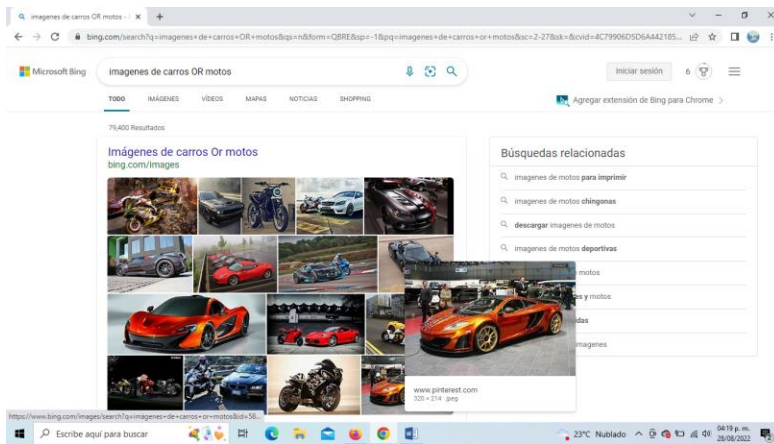 imagenes de carros OR motos - B
bing.com/search?q=imagenes+de+carros+OR+motos&qs=n&form=QBRE&sp=-1&pq=imagenes+de+carros+or+motos&sc=2-27&sk=&cvid=4C79906D5D6A442185...
Microsoft Bing
imagenes de carros OR motos
Iniciar sesión
6
TODO IMÁGENES VÍDEOS MAPAS NOTICIAS SHOPPING
Agregar extensión de Bing para Chrome
79,400 Resultados
Imágenes de carros Or motos
bing.com/images
Búsquedas relacionadas
imagenes de motos para imprimir
imagenes de motos chingonas
descargar imagenes de motos
imagenes de motos deportivas
motos
y motos
imagenes
www.pinterest.com
320 × 214 · jpeg
https://www.bing.com/images/search?q=imágenes+de+carros+or+motos&id=58...
Escribe aquí para buscar
23°C Nublado
04:19 p. m.
28/08/2022